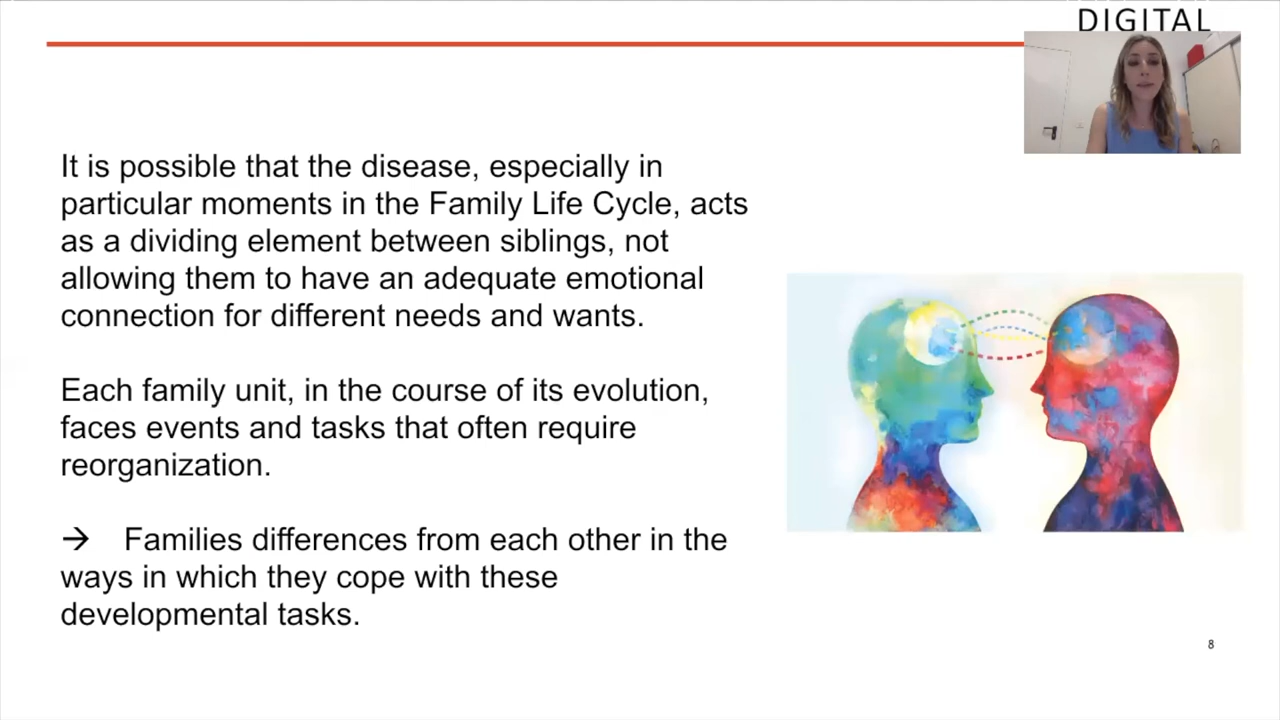 DIGITAL
It is possible that the disease, especially in
particular moments in the Family Life Cycle, acts
as a dividing element between siblings, not
allowing them to have an adequate emotional
connection for different needs and wants.
Each family unit, in the course of its evolution,
faces events and tasks that often require
reorganization.
→ Families differences from each other in the
ways in which they cope with these
developmental tasks.
8